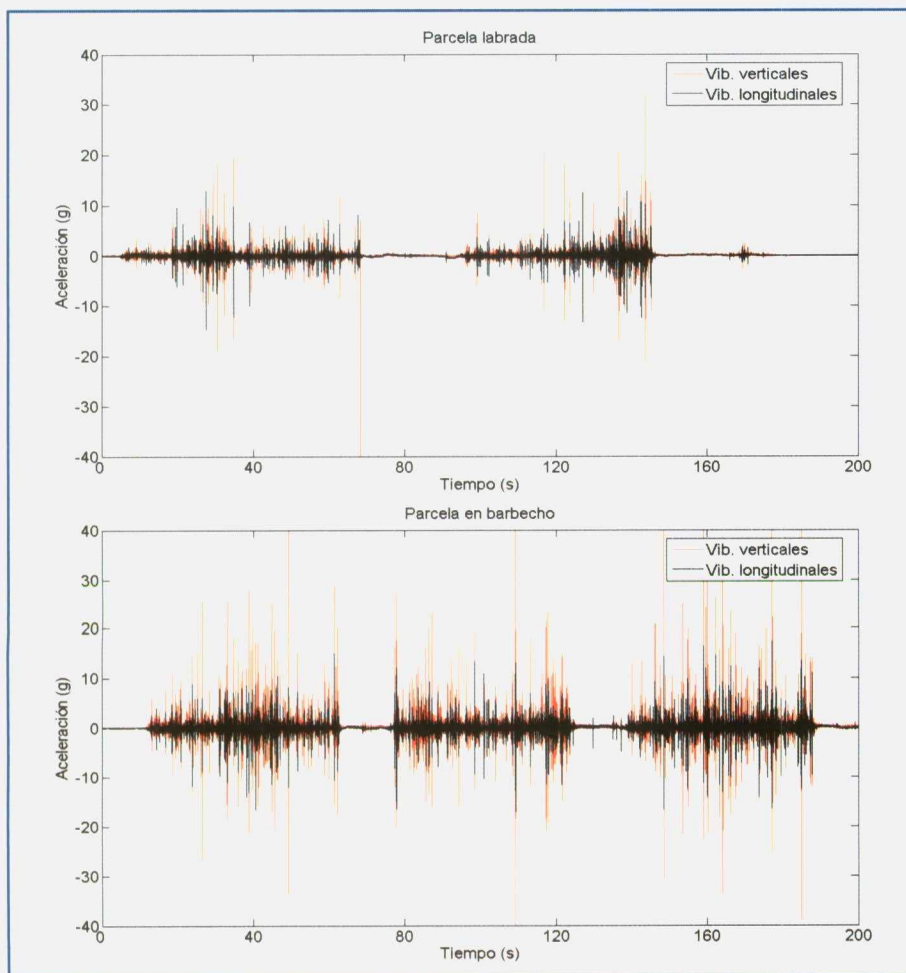 Parcela labrada
40
30
20
10
0
-10
-20
-30
-40
Aceleración (g)
Vib. verticales
Vib. longitudinales
0 40 80 120 160 200
Tiempo (s)
Parcela en barbecho
40
30
20
10
0
-10
-20
-30
-40
Aceleración (g)
Vib. verticales
Vib. longitudinales
0 40 80 120 160 200
Tiempo (s)